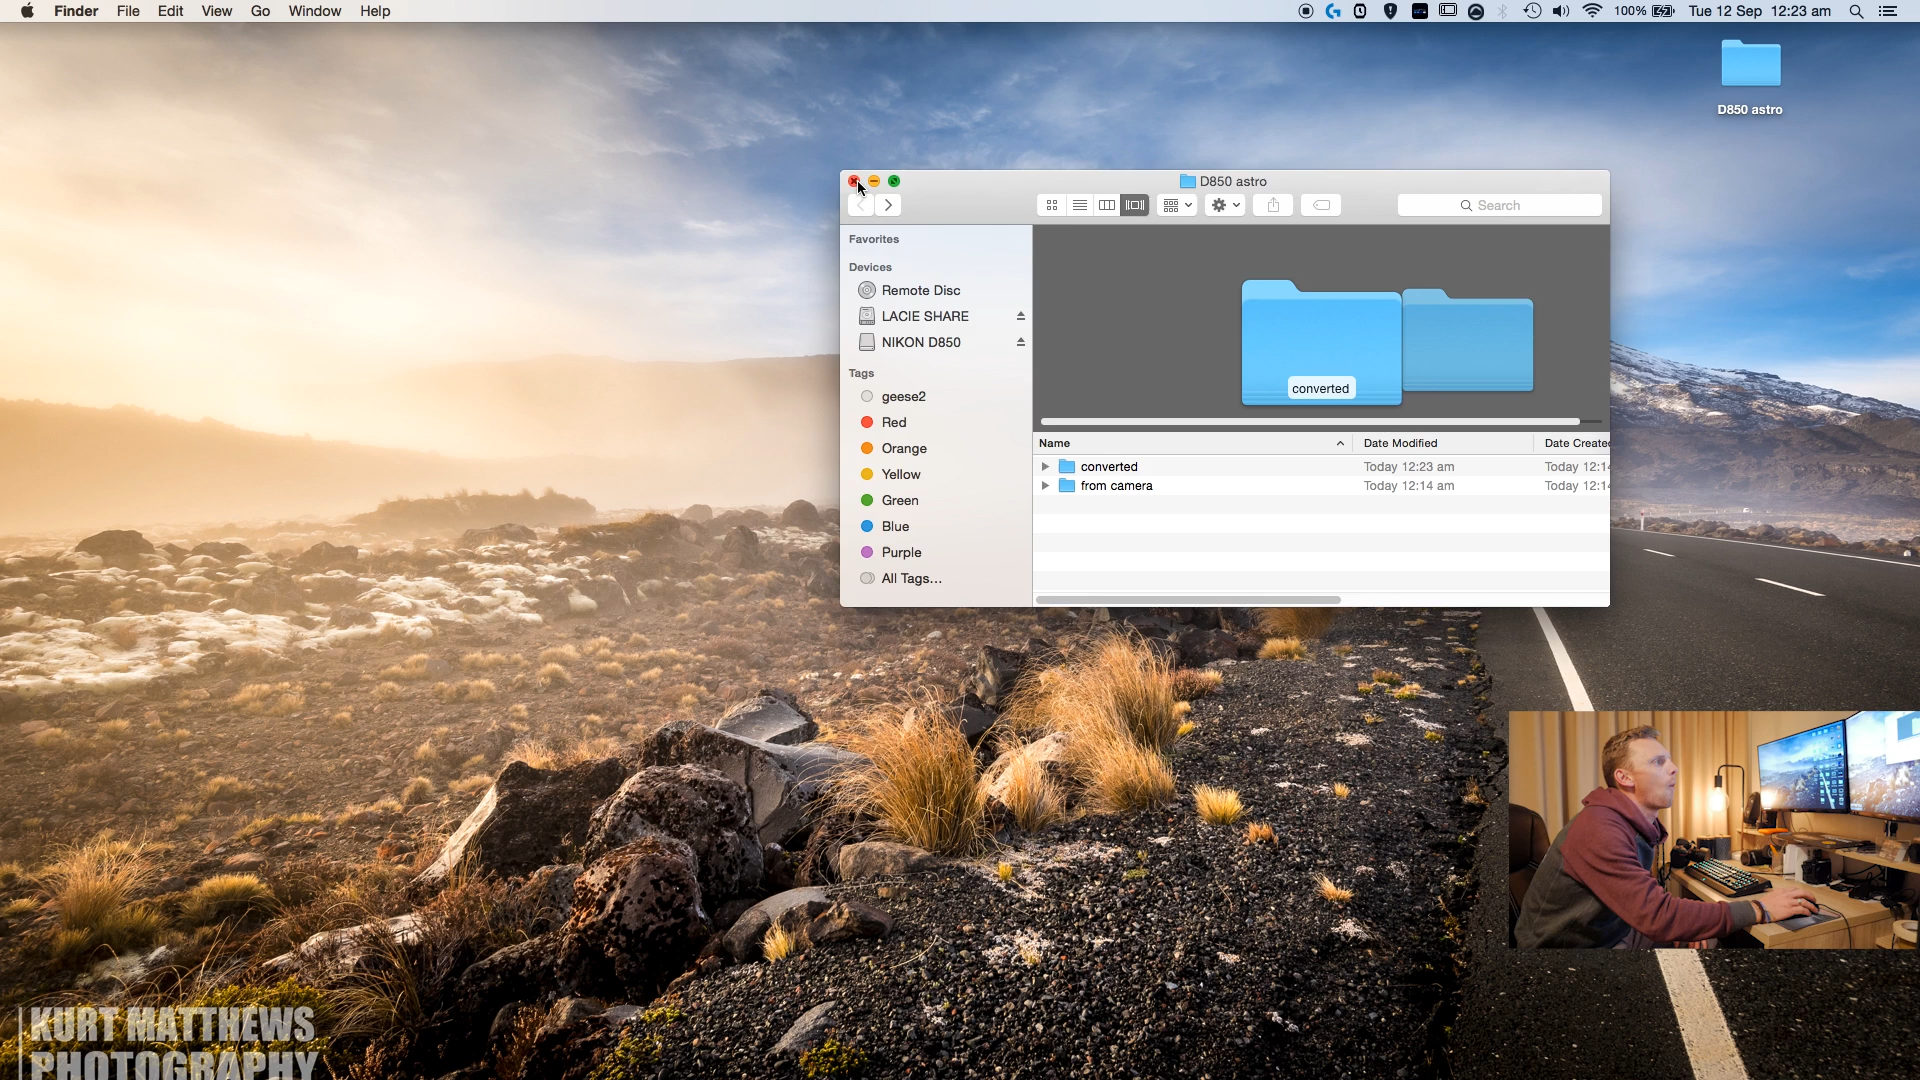 Finder File Edit View Go Window Help
100% Tue 12 Sep 12:23 am
D850 astro
D850 astro
Search
Favorites
Devices
Remote Disc
LACIE SHARE
NIKON D850
Tags
geese2
Red
Orange
Yellow
Green
Blue
Purple
All Tags...
converted
Name Date Modified Date Created
converted Today 12:23 am Today 12:14
from camera Today 12:14 am Today 12:14
KURT MATTHEWS
PHOTOGRAPHY